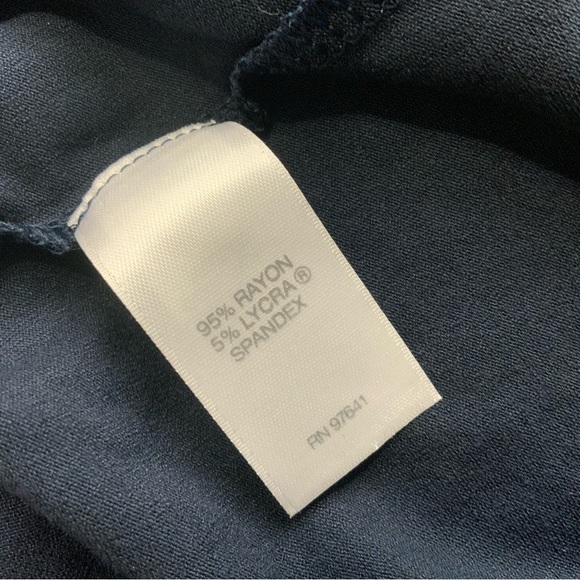 95% RAYON
5% LYCRA®
SPANDEX
RN 97641